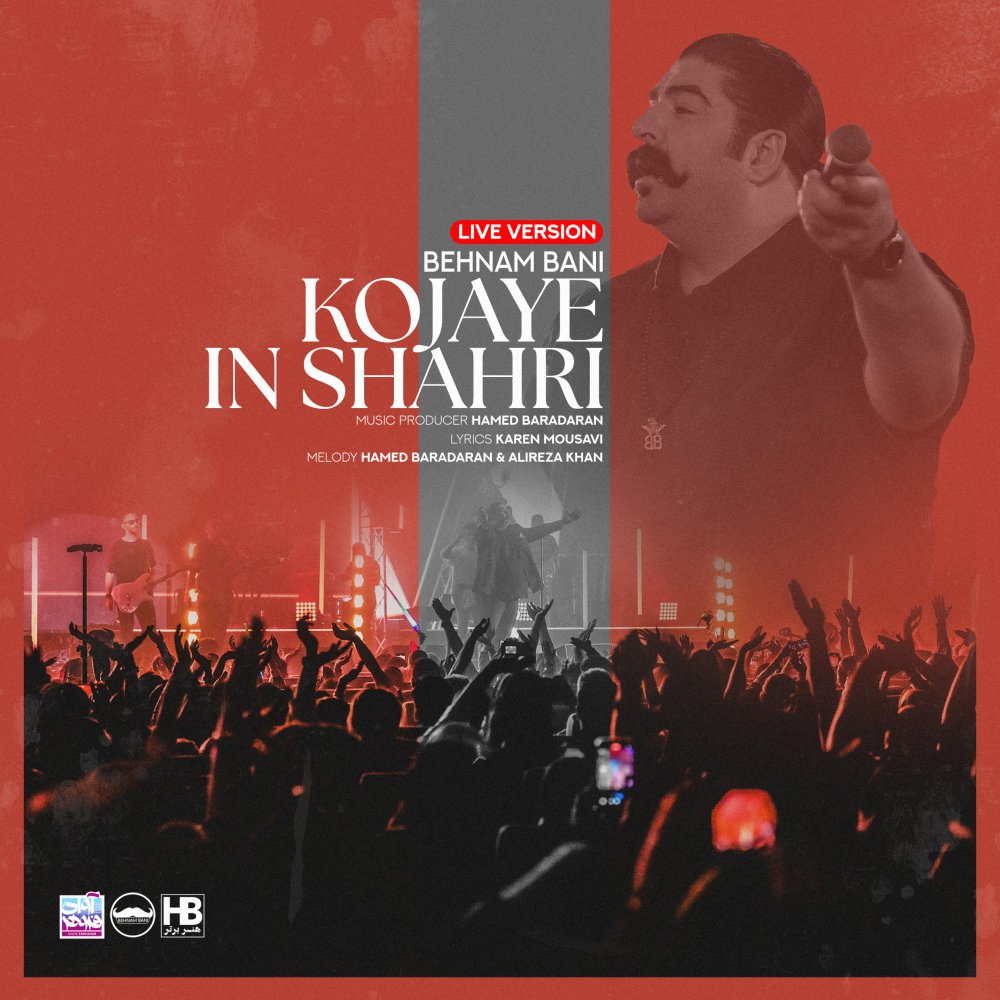 LIVE VERSION
BEHNAM BANI
KOJAYE
IN SHAHRI
MUSIC PRODUCER HAMED BARADARAN
LYRICS KAREN MOUSAVI
MELODY HAMED BARADARAN & ALIREZA KHAN
BEHNAM BANI
HB
هنر برتر